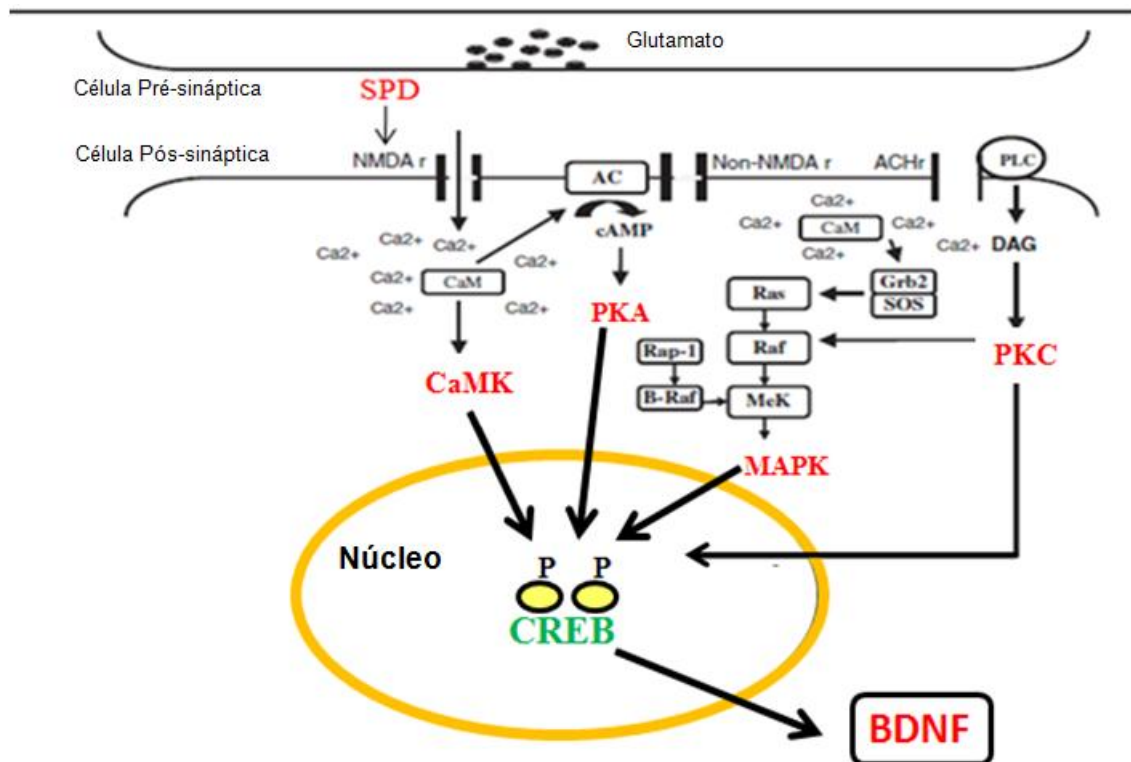 Glutamato
Célula Pré-sináptica
SPD
Célula Pós-sináptica
NMDA r
AC
Non-NMDA r
ACHr
PLC
cAMP
Ca2+
Ca2+
Ca2+
Ca2+
Ca2+
Ca2+
Ca2+
Ca2+
CaM
Ca2+
Ca2+
Ca2+
Ca2+
CaM
Ca2+
DAG
Grb2
SOS
Ras
PKA
Rap-1
Raf
PKC
CaMK
B-Raf
MeK
MAPK
Núcleo
P P
CREB
BDNF